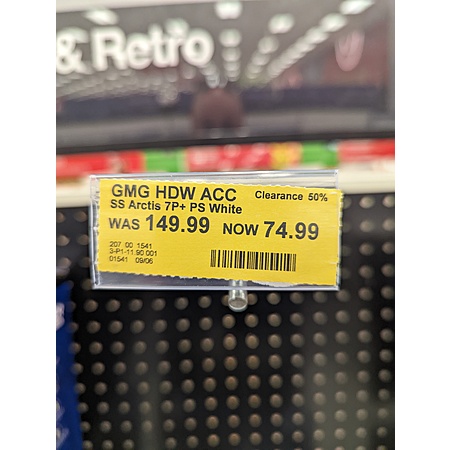 & Retro
GMG HDW ACC Clearance 50%
SS Arctis 7P+ PS White
WAS 149.99 NOW 74.99
207 00 1541
3-P1-11.90 001
01541 09/06